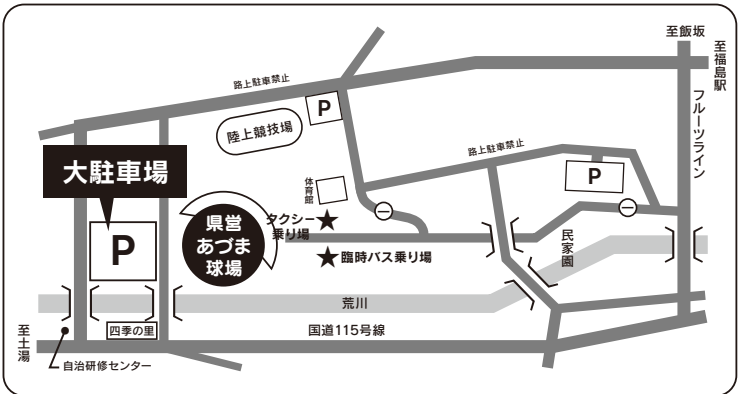 至飯坂
至福島駅
フルーツライン
路上駐車禁止
P
陸上競技場
路上駐車禁止
大駐車場
体育館
P
タクシー
乗り場
県営
あづま
球場
P
臨時バス乗り場
民家園
荒川
至土湯
四季の里
国道115号線
自治研修センター